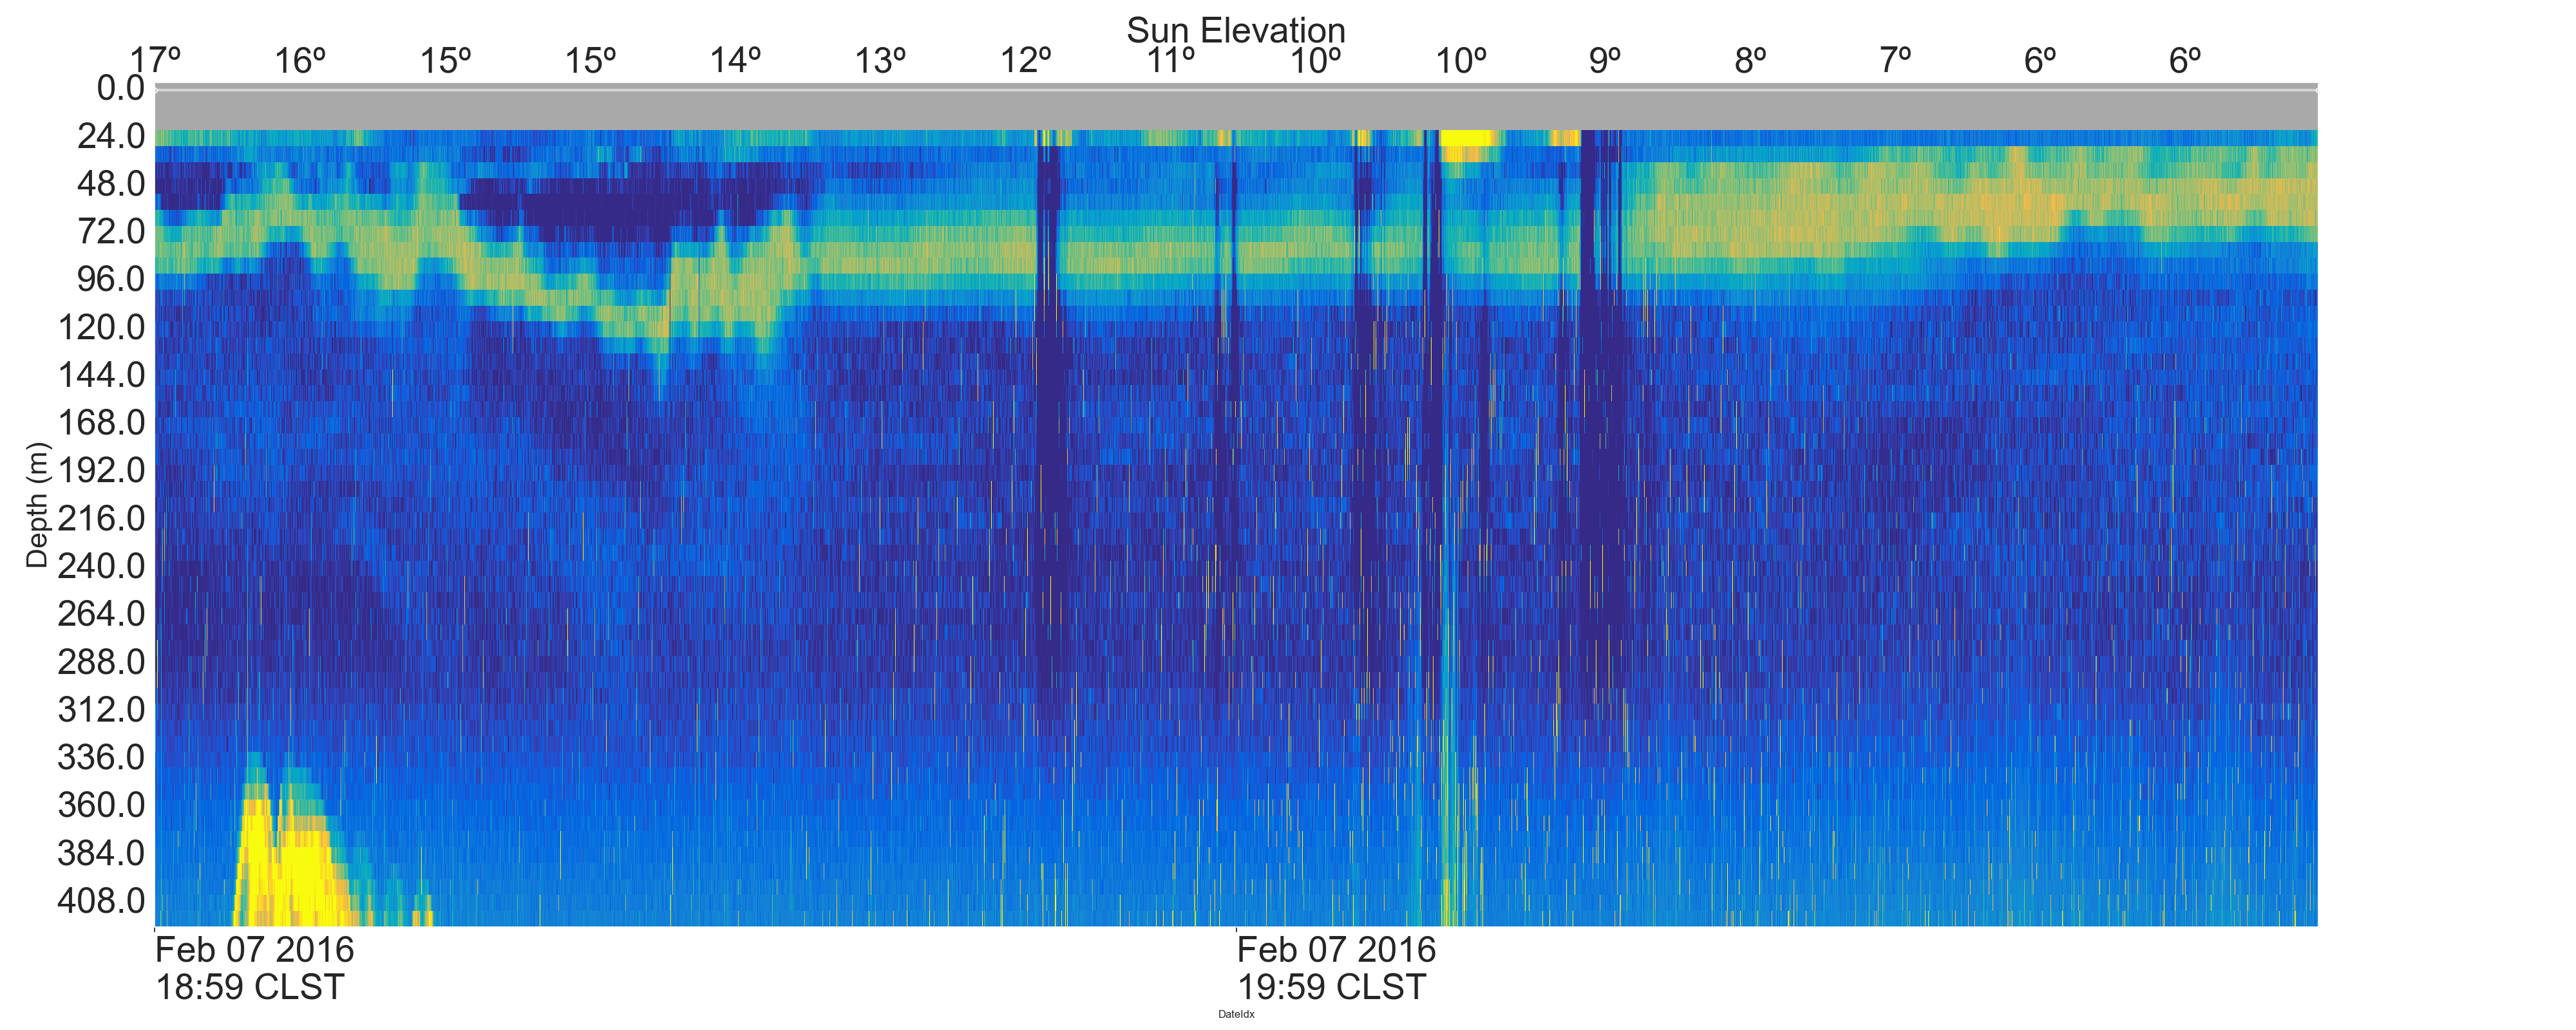 Sun Elevation
17º 16º 15º 15º 14º 13º 12º 11º 10º 10º 9º 8º 7º 6º 6º
0.0
24.0
48.0
72.0
96.0
120.0
144.0
168.0
192.0
216.0
240.0
264.0
288.0
312.0
336.0
360.0
384.0
408.0
Depth (m)
Feb 07 2016
18:59 CLST
Feb 07 2016
19:59 CLST
DateIdx